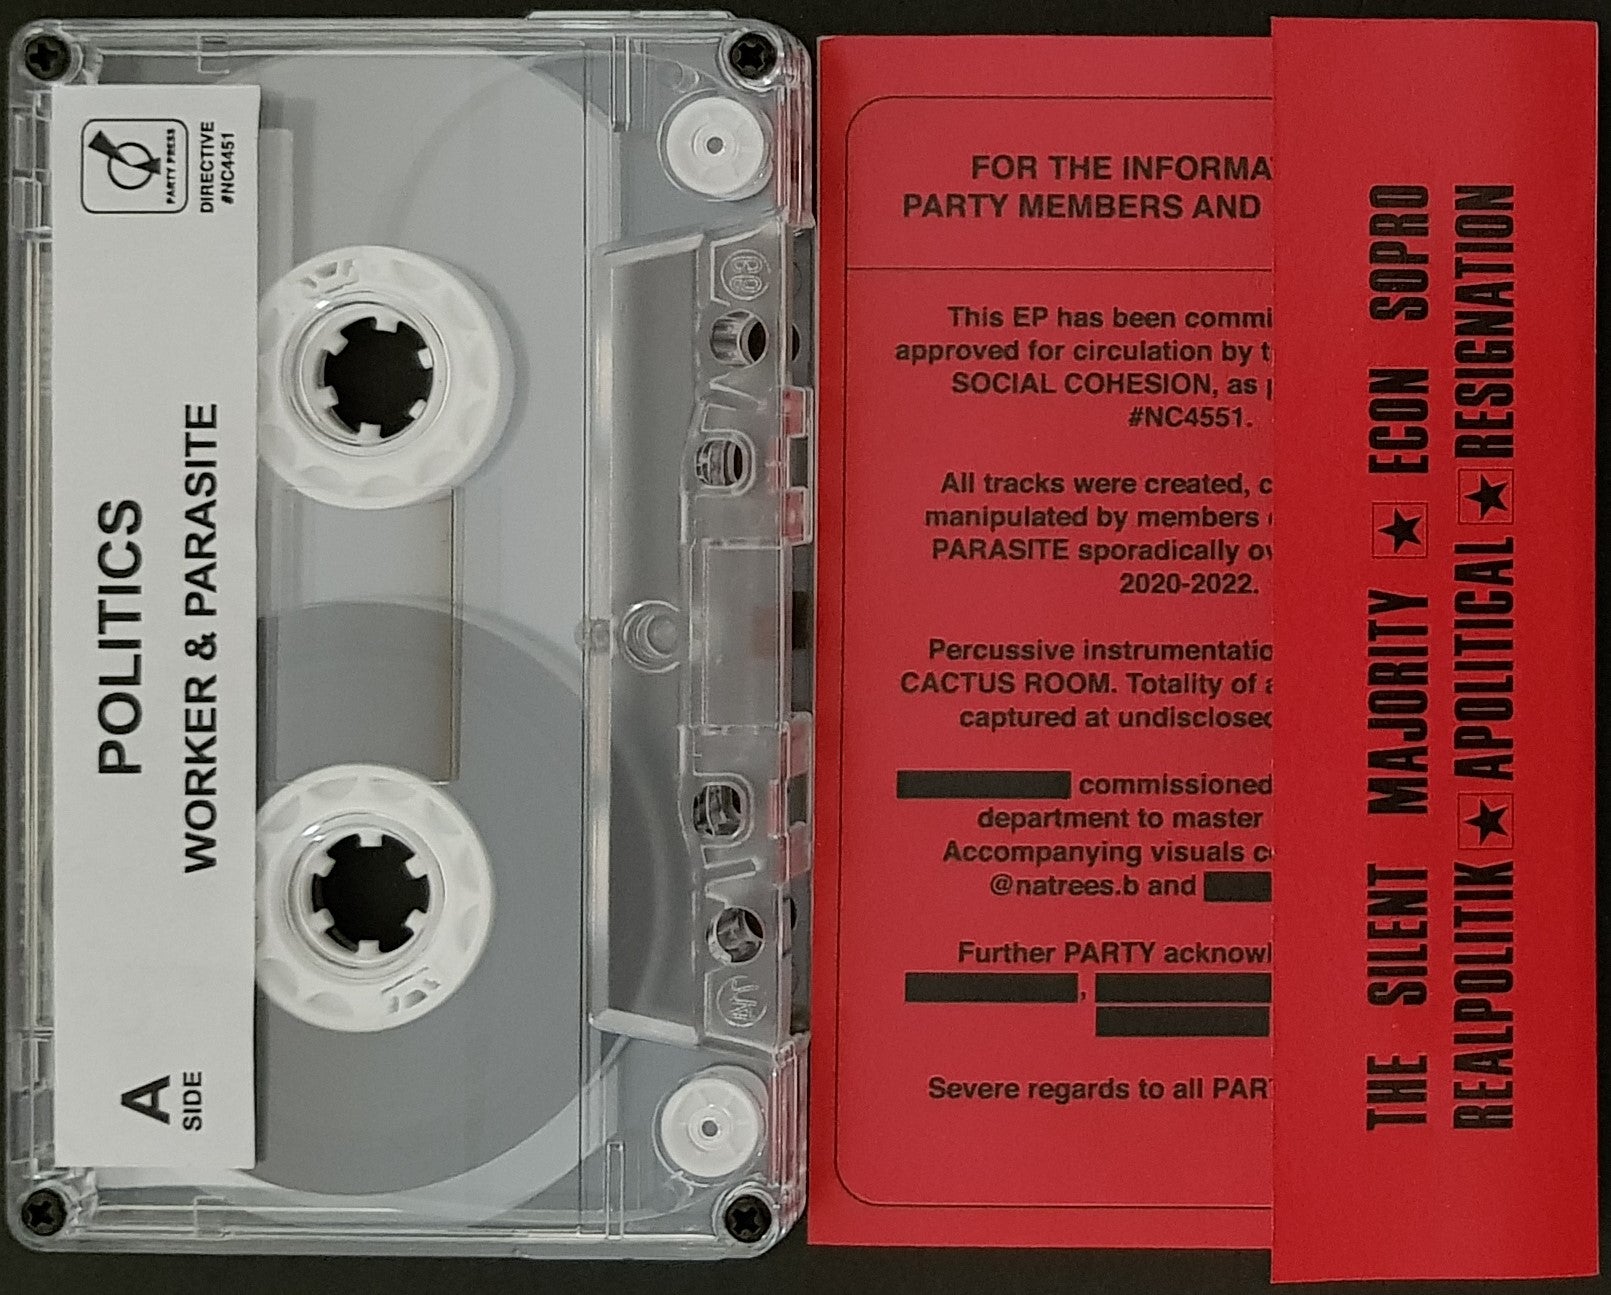 PARTY PRESS
DIRECTIVE
#NC4451
POLITICS
WORKER & PARASITE
A
SIDE
FOR THE INFORMA
PARTY MEMBERS AND
This EP has been commi
approved for circulation by t
SOCIAL COHESION, as
#NC4551.
All tracks were created, c
manipulated by members
PARASITE sporadically ov
2020-2022.
Percussive instrumentatio
CACTUS ROOM. Totality of a
captured at undisclosed
commissioned
department to master
Accompanying visuals c
@natrees.b and
Further PARTY acknowl
,
Severe regards to all PAR
THE SILENT MAJORITY ★ ECON SOPRO
REALPOLITIK ★ APOLITICAL ★ RESIGNATION